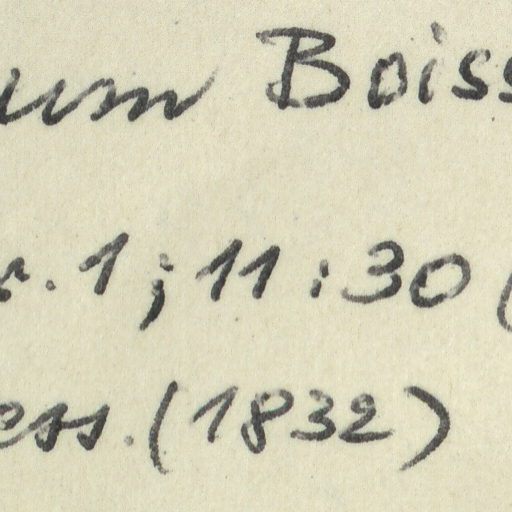 um Boiss
r. 1; 11:30 (
ess. (1832)